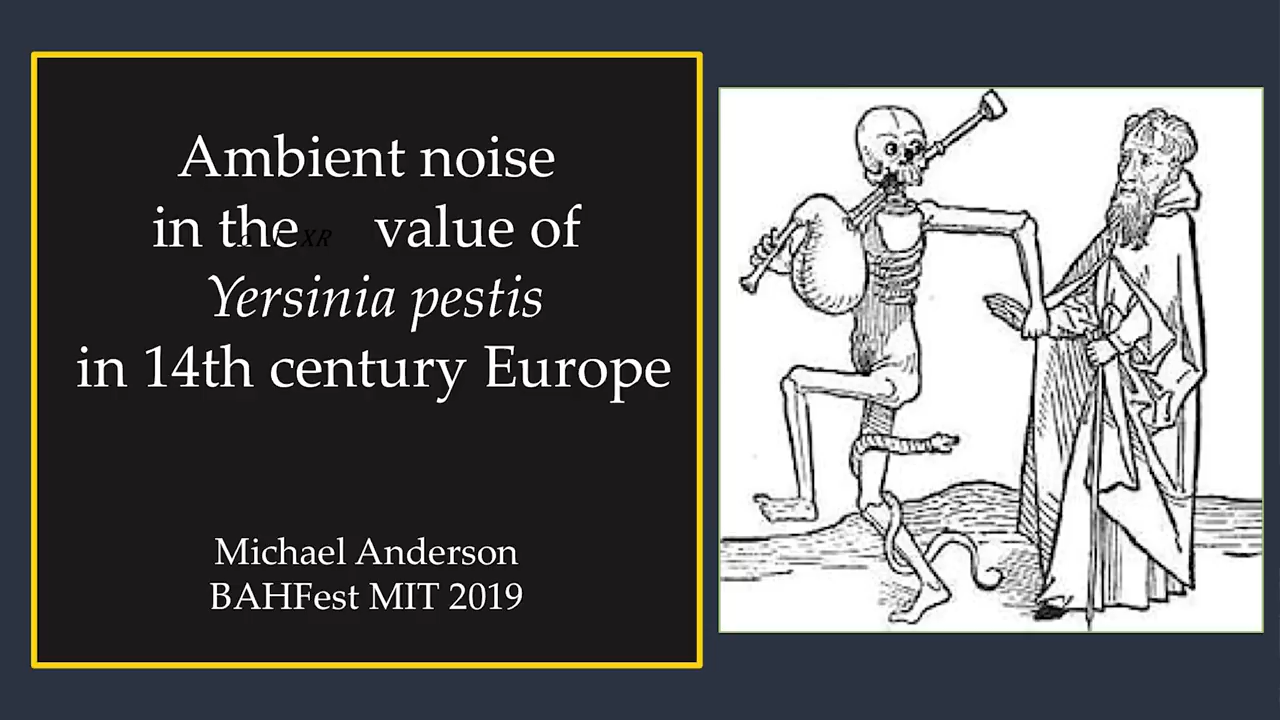 Ambient noise
in the value of
Yersinia pestis
in 14th century Europe
Michael Anderson
BAHFest MIT 2019